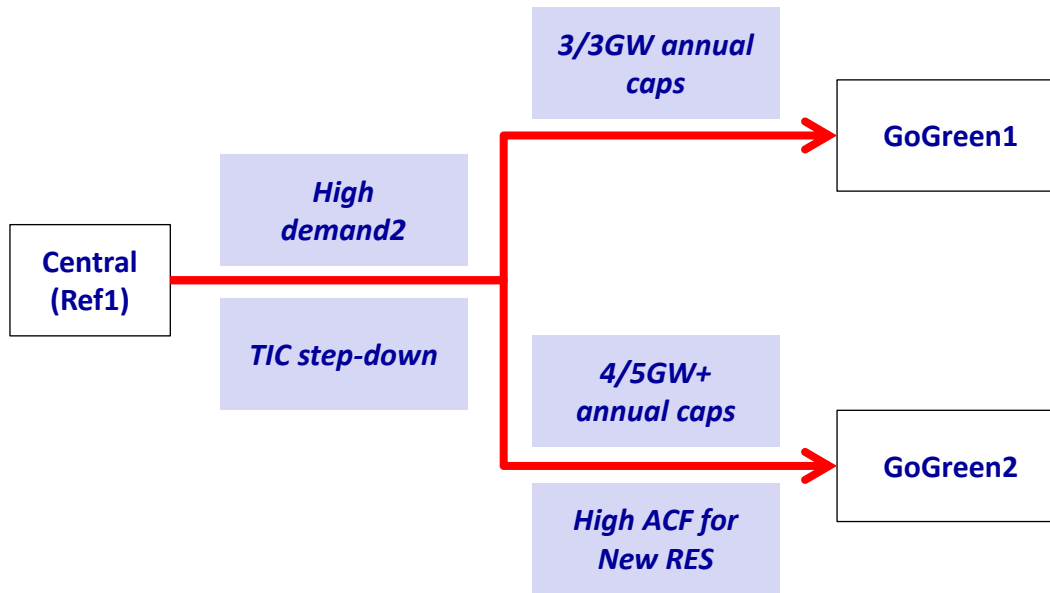 3/3GW annual
caps
GoGreen1
High
demand2
Central
(Ref1)
TIC step-down
4/5GW+
annual caps
GoGreen2
High ACF for
New RES